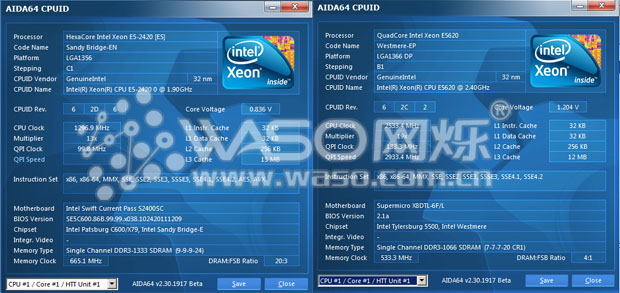 AIDA64 CPUID
Processor HexaCore Intel Xeon E5-2420 [ES]
Code Name Sandy Bridge-EN
Platform LGA1356
Stepping C1
CPUID Vendor GenuineIntel 32 nm
CPUID Name Intel(R) Xeon(R) CPU E5-2420 0 @ 1.90GHz
intel
Xeon
inside
CPUID Rev. 6 2D 6 Core Voltage 0.836 V
CPU Clock 1296.9 MHz L1 Instr. Cache 32 KB
Multiplier 13x L1 Data Cache 32 KB
QPI Clock 99.8 MHz L2 Cache 256 KB
QPI Speed L3 Cache 15 MB
Instruction Set x86, x86-64, MMX, SSE, SSE2, SSE3, SSSE3, SSE4.1, SSE4.2, AES, AVX
Motherboard Intel Swift Current Pass S2400SC
BIOS Version SE5C600.86B.99.99.x038.102420111209
Chipset Intel Patsburg C600/X79, Intel Sandy Bridge-E
Integr. Video -
Memory Type Single Channel DDR3-1333 SDRAM (9-9-9-24)
Memory Clock 665.1 MHz DRAM:FSB Ratio 20:3
CPU #1 / Core #1 / HTT Unit #1 AIDA64 v2.30.1917 Beta Save Close
AIDA64 CPUID
Processor QuadCore Intel Xeon E5620
Code Name Westmere-EP
Platform LGA1366 DP
Stepping B1
CPUID Vendor GenuineIntel 32 nm
CPUID Name Intel(R) Xeon(R) CPU E5620 @ 2.40GHz
intel
Xeon
inside
CPUID Rev. 6 2C 2 Core Voltage 1.204 V
CPU Clock 2533.4 MHz L1 Instr. Cache 32 KB
Multiplier 19x L1 Data Cache 32 KB
QPI Clock 133.3 MHz L2 Cache 256 KB
QPI Speed 2933.4 MHz L3 Cache 12 MB
Instruction Set x86, x86-64, MMX, SSE, SSE2, SSE3, SSSE3, SSE4.1, SSE4.2
Motherboard Supermicro X8DTL-6F/L
BIOS Version 2.1a
Chipset Intel Tylersburg 5500, Intel Westmere
Integr. Video -
Memory Type Single Channel DDR3-1066 SDRAM (7-7-7-20 CR1)
Memory Clock 533.3 MHz DRAM:FSB Ratio 4:1
CPU #1 / Core #1 / HTT Unit #1 AIDA64 v2.30.1917 Beta Save Close
WASO网烁
www.waso.com.cn